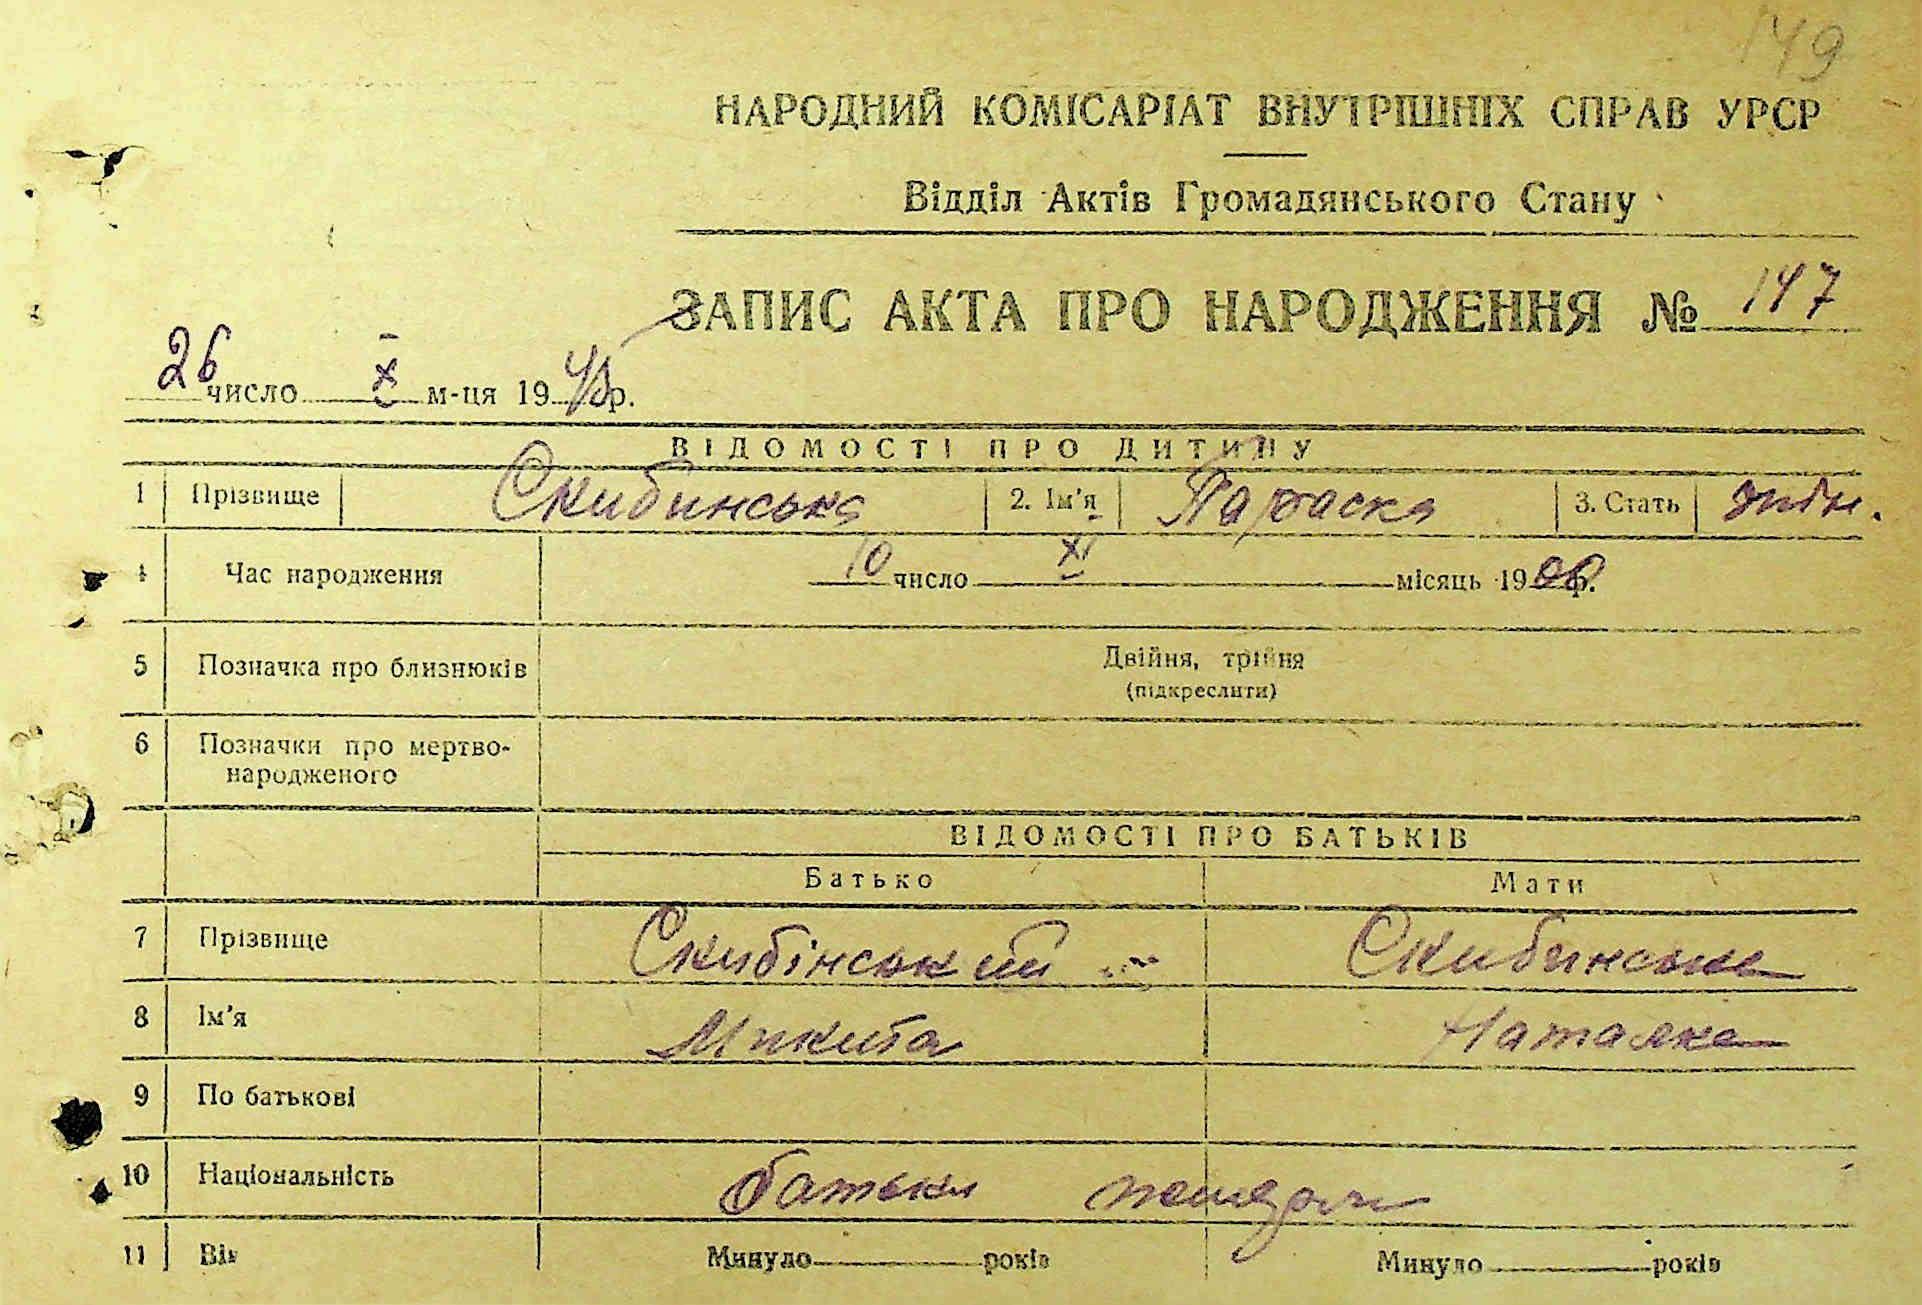 149
НАРОДНИЙ КОМІСАРІАТ ВНУТРІШНІХ СПРАВ УРСР
Відділ Актів Громадянського Стану
ЗАПИС АКТА ПРО НАРОДЖЕННЯ № 147
26 число X м-ця 1945 р.
ВІДОМОСТІ ПРО ДИТИНУ
1 Прізвище Скибинська 2. Ім'я Параска 3. Стать жін.
4 Час народження 10 число XI місяць 1900 р.
5 Позначка про близнюків Двійня, трійня
(підкреслити)
6 Позначки про мертво-
народженого
ВІДОМОСТІ ПРО БАТЬКІВ
Батько Мати
7 Прізвище Скибінський Скибинська
8 Ім'я Микита Наталка
9 По батькові
10 Національність батьки померли
11 Вік Минуло років Минуло років